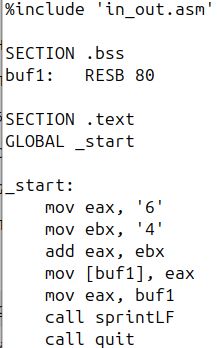 %include 'in_out.asm'
SECTION .bss
buf1:   RESB 80
SECTION .text
GLOBAL _start
_start:
    mov eax, '6'
    mov ebx, '4'
    add eax, ebx
    mov [buf1], eax
    mov eax, buf1
    call sprintLF
    call quit